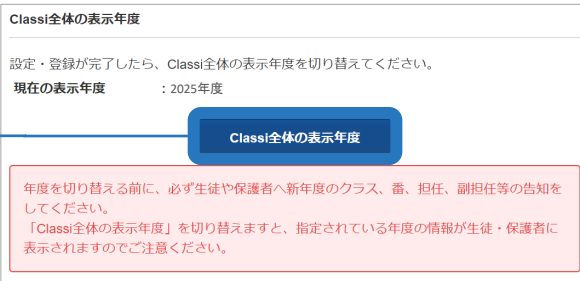 Classi全体の表示年度
設定・登録が完了したら、Classi全体の表示年度を切り替えてください。
現在の表示年度 : 2025年度
Classi全体の表示年度
年度を切り替える前に、必ず生徒や保護者へ新年度のクラス、番、担任、副担任等の告知を
してください。
「Classi全体の表示年度」を切り替えますと、指定されている年度の情報が生徒・保護者に
表示されますのでご注意ください。